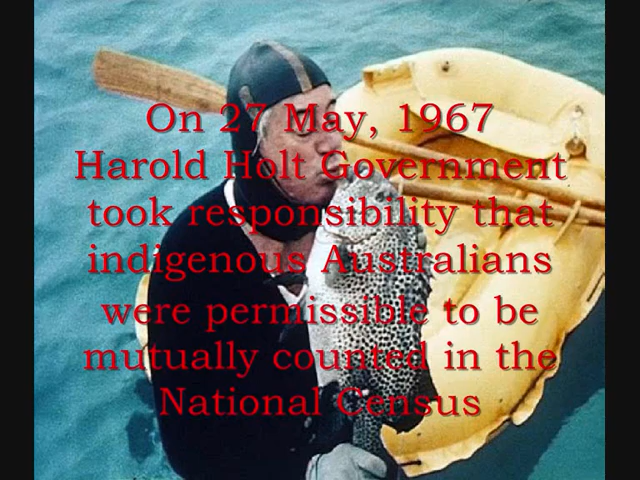 On 27 May, 1967
Harold Holt Government
took responsibility that
indigenous Australians
were permissible to be
mutually counted in the
National Census